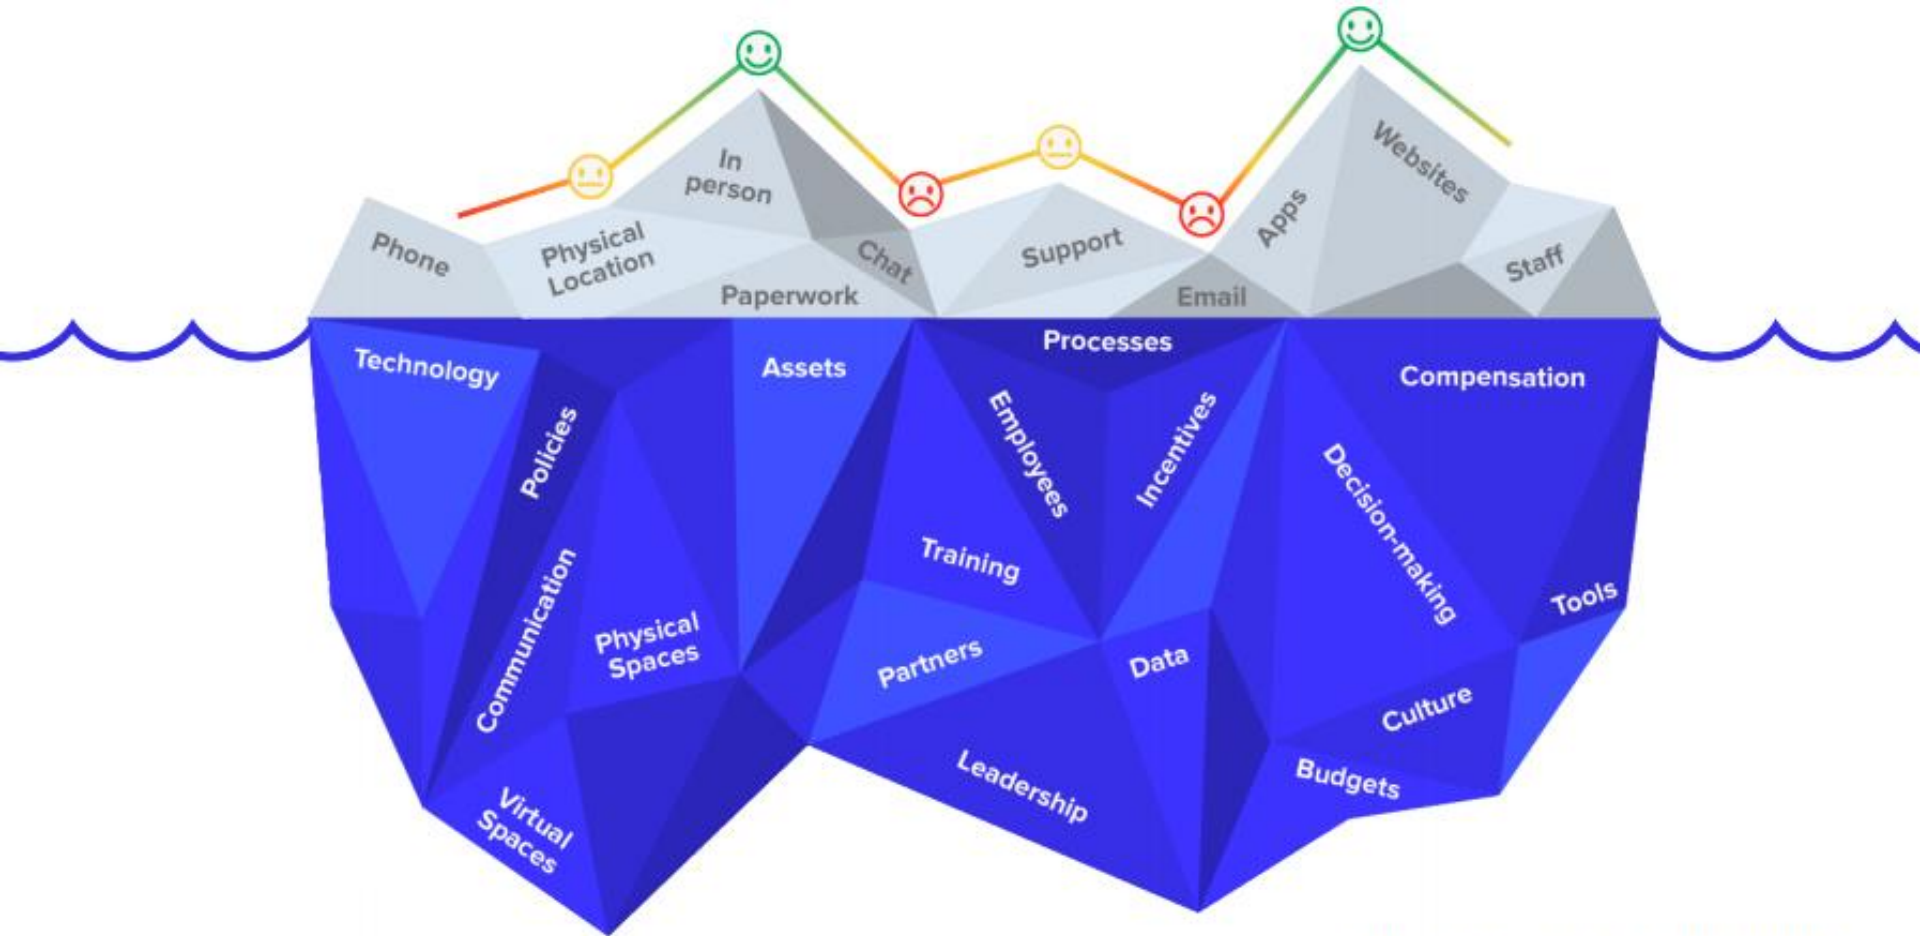 In
person
Websites
Apps
Phone
Physical
Location
Chat
Support
Staff
Paperwork
Email
Technology
Assets
Processes
Compensation
Policies
Employees
Incentives
Decision-making
Training
Tools
Communication
Physical
Spaces
Partners
Data
Culture
Leadership
Budgets
Virtual
Spaces